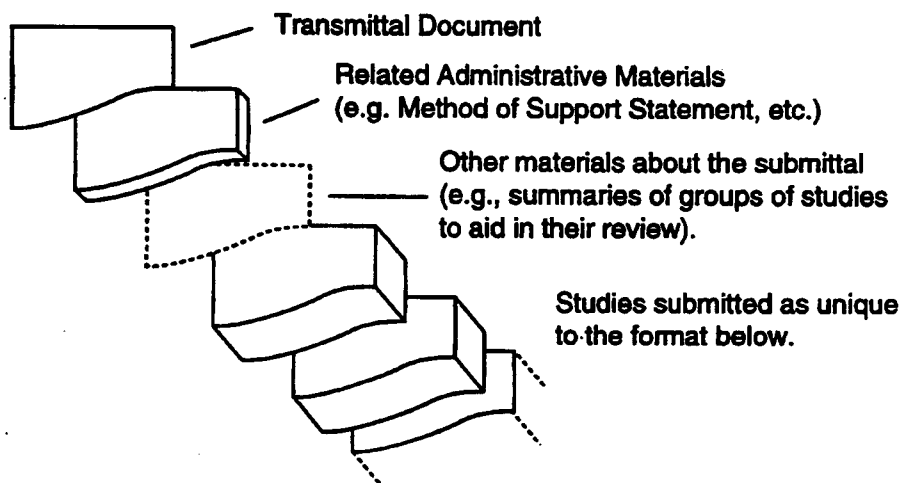 Transmittal Document
Related Administrative Materials
(e.g. Method of Support Statement, etc.)
Other materials about the submittal
(e.g., summaries of groups of studies
to aid in their review).
Studies submitted as unique
to the format below.